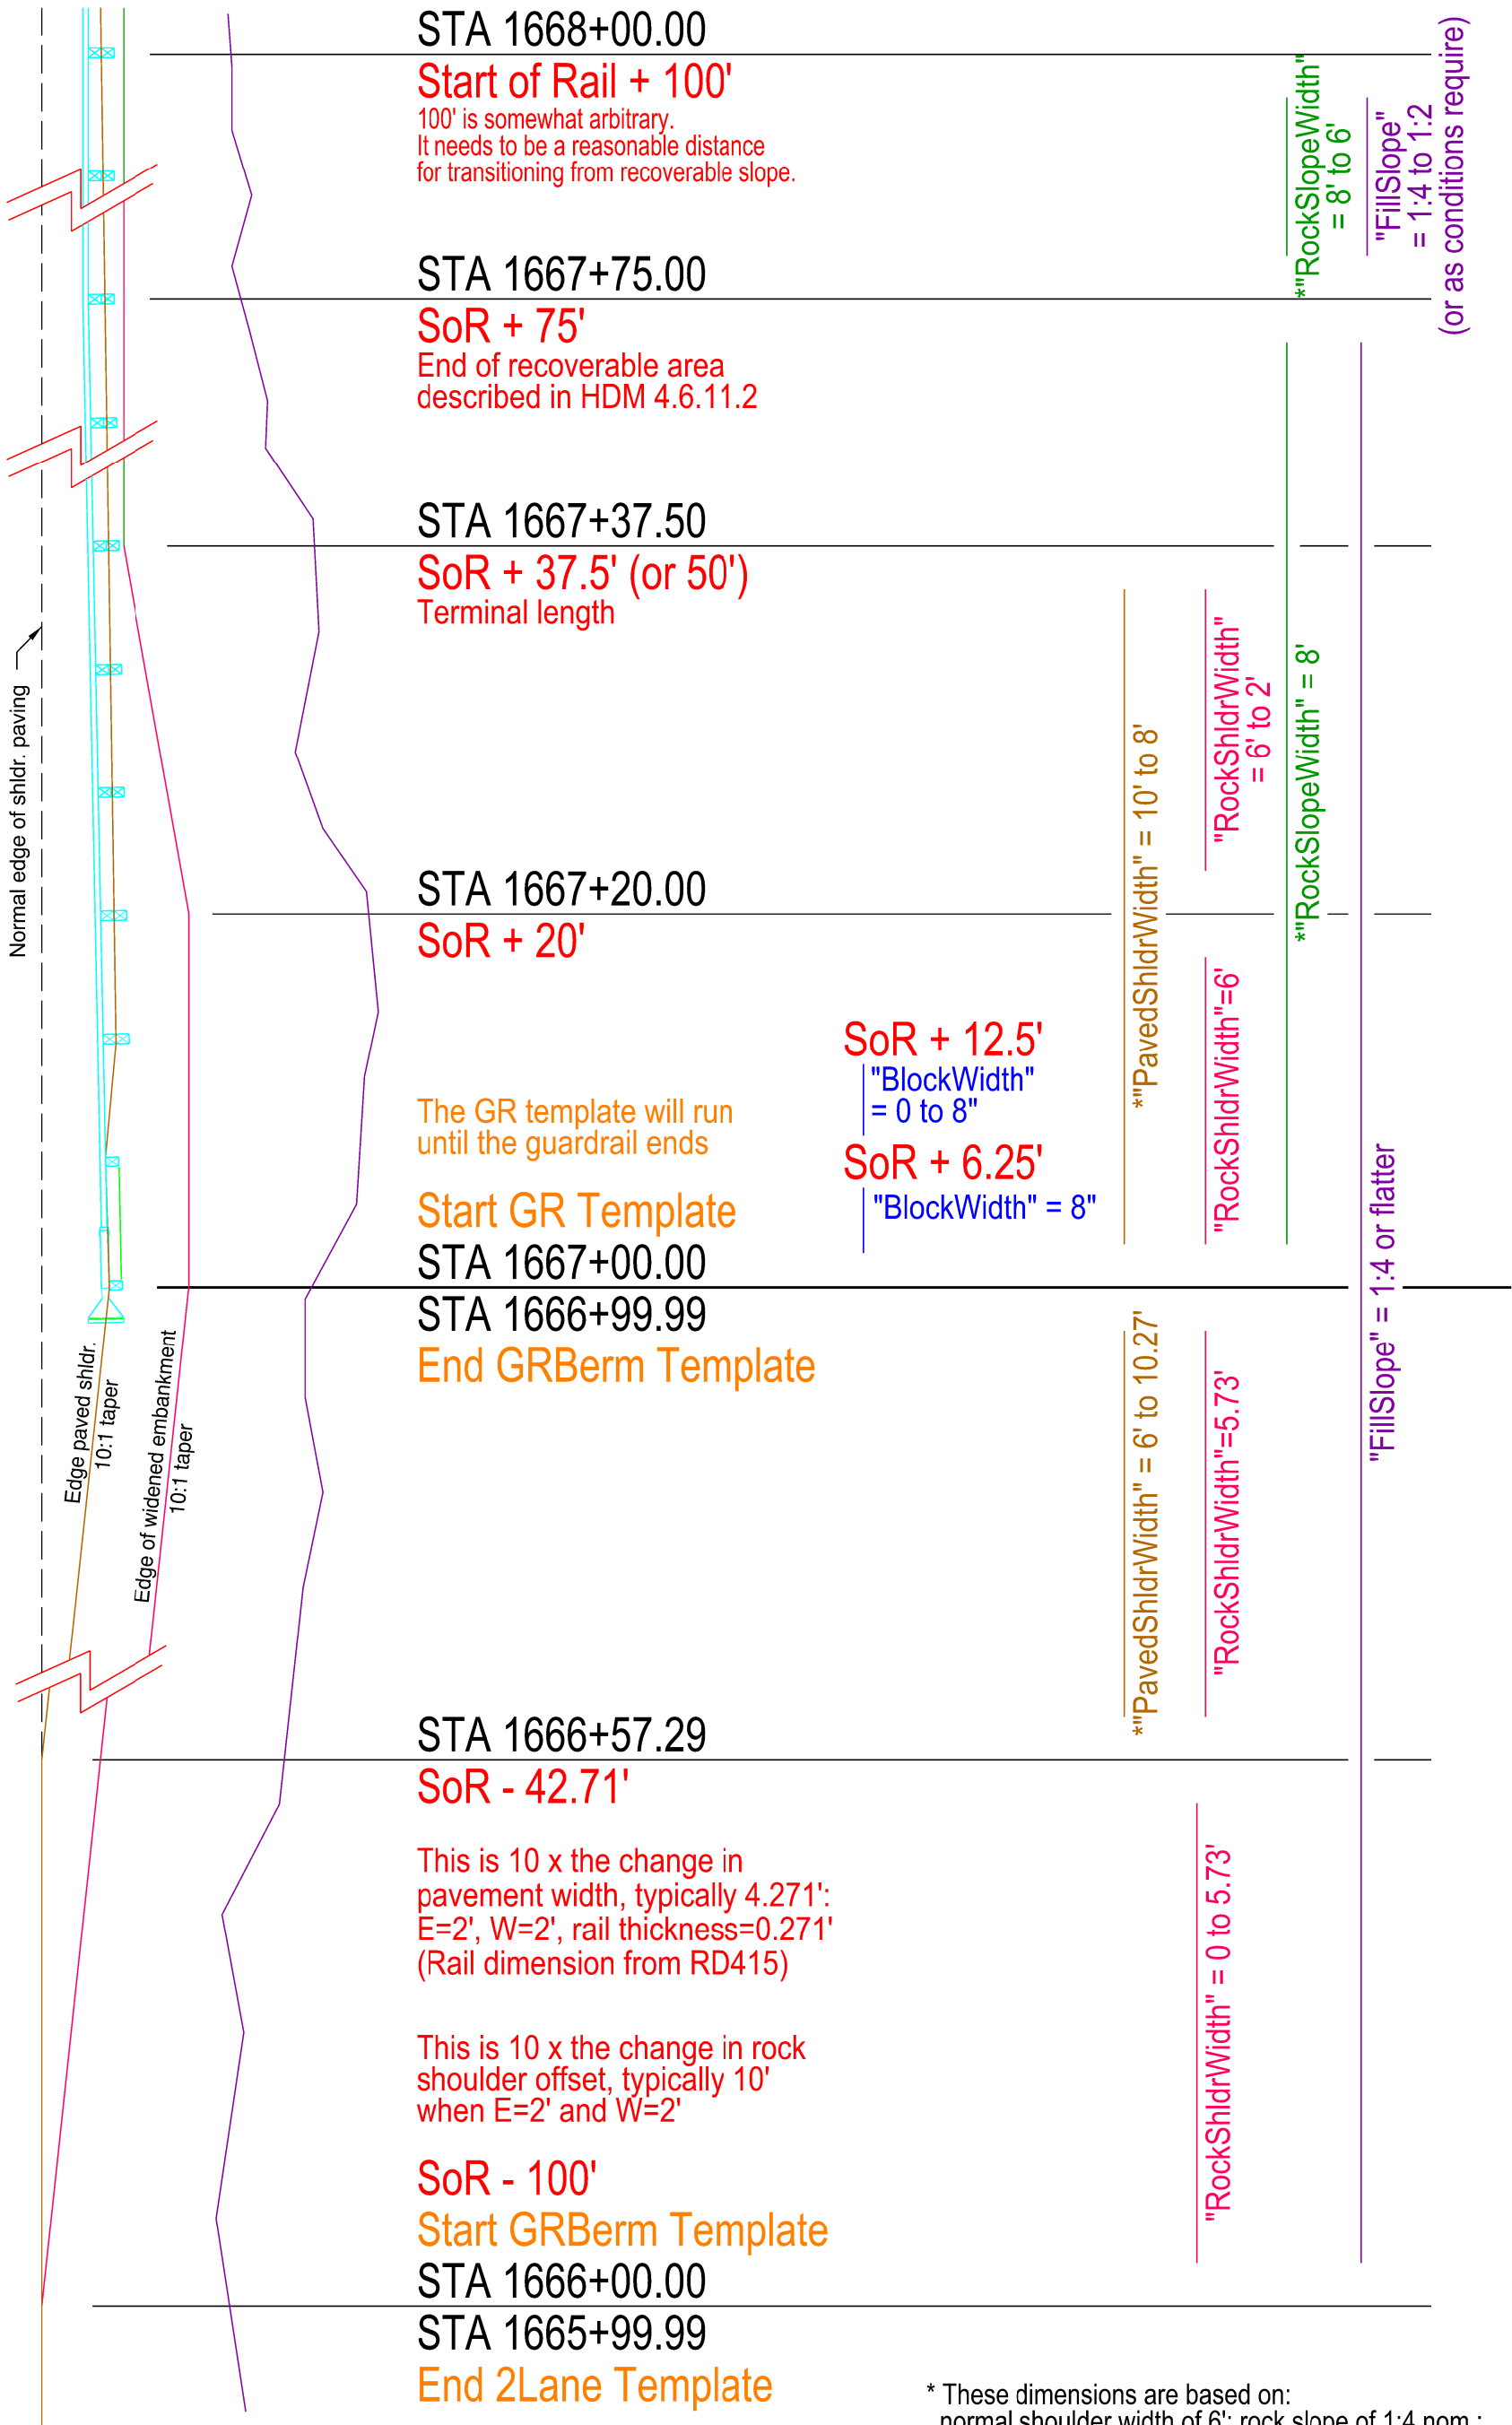 STA 1668+00.00
Start of Rail + 100'
100' is somewhat arbitrary.
It needs to be a reasonable distance
for transitioning from recoverable slope.
*"RockSlopeWidth"
= 8' to 6'
"FillSlope"
= 1:4 to 1:2
(or as conditions require)
STA 1667+75.00
SoR + 75'
End of recoverable area
described in HDM 4.6.11.2
STA 1667+37.50
SoR + 37.5' (or 50')
Terminal length
Normal edge of shldr. paving
*"PavedShldrWidth" = 10' to 8'
"RockShldrWidth"
= 6' to 2'
*"RockSlopeWidth" = 8'
STA 1667+20.00
SoR + 20'
SoR + 12.5'
"BlockWidth"
= 0 to 8"
SoR + 6.25'
"BlockWidth" = 8"
"RockShldrWidth"=6'
The GR template will run
until the guardrail ends
Start GR Template
STA 1667+00.00
STA 1666+99.99
End GRBerm Template
"FillSlope" = 1:4 or flatter
Edge paved shldr.
10:1 taper
Edge of widened embankment
10:1 taper
*"PavedShldrWidth" = 6' to 10.27'
"RockShldrWidth"=5.73'
STA 1666+57.29
SoR - 42.71'
This is 10 x the change in
pavement width, typically 4.271':
E=2', W=2', rail thickness=0.271'
(Rail dimension from RD415)
This is 10 x the change in rock
shoulder offset, typically 10'
when E=2' and W=2'
"RockShldrWidth" = 0 to 5.73'
SoR - 100'
Start GRBerm Template
STA 1666+00.00
STA 1665+99.99
End 2Lane Template
* These dimensions are based on:
normal shoulder width of 6'; rock slope of 1:4 nom.;